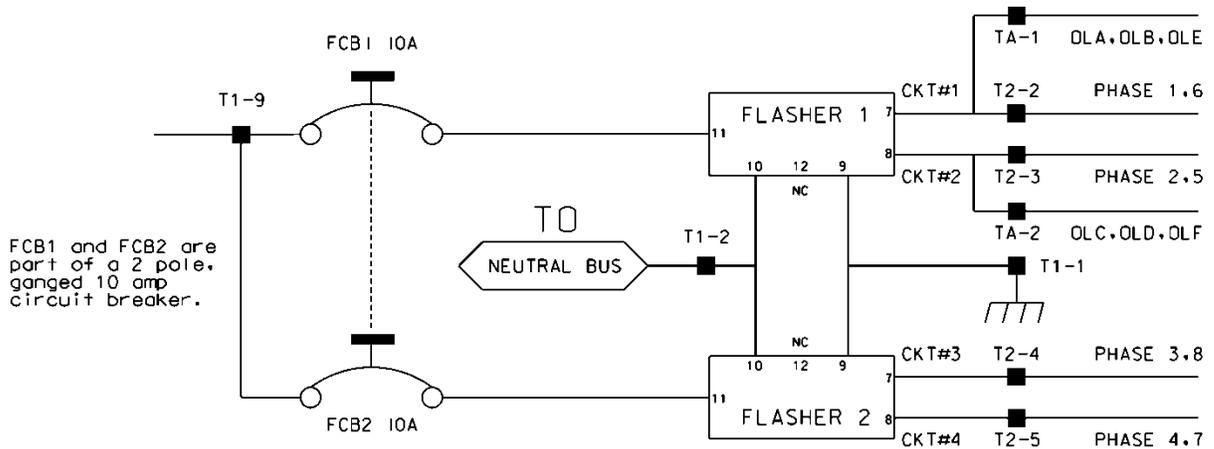 TA-1 OLA.OLB.OLE
FCB1 10A
T1-9
CKT#1 T2-2 PHASE 1.6
FLASHER 1
7
11
8
10 12 9
NC
CKT#2 T2-3 PHASE 2.5
TA-2 OLC.OLD.OLF
TO
NEUTRAL BUS
T1-2
T1-1
FCB1 and FCB2 are
part of a 2 pole.
ganged 10 amp
circuit breaker.
NC
10 12 9
CKT#3 T2-4 PHASE 3.8
7
11
FLASHER 2
8
FCB2 10A
CKT#4 T2-5 PHASE 4.7